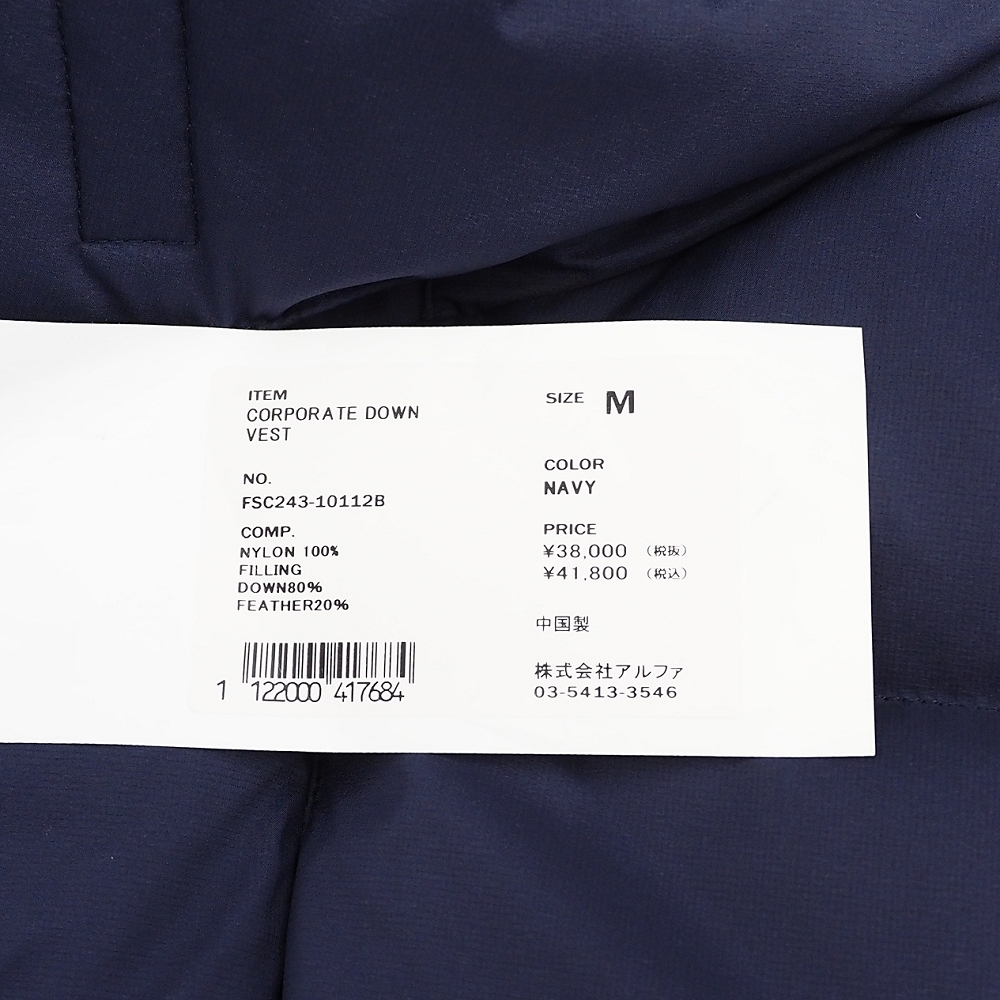 ITEM
CORPORATE DOWN
VEST
NO.
FSC243-10112B
COMP.
NYLON 100%
FILLING
DOWN80%
FEATHER20%
1 122000 417684
SIZE M
COLOR
NAVY
PRICE
¥38,000 (税抜)
¥41,800 (税込)
中国製
株式会社アルファ
03-5413-3546